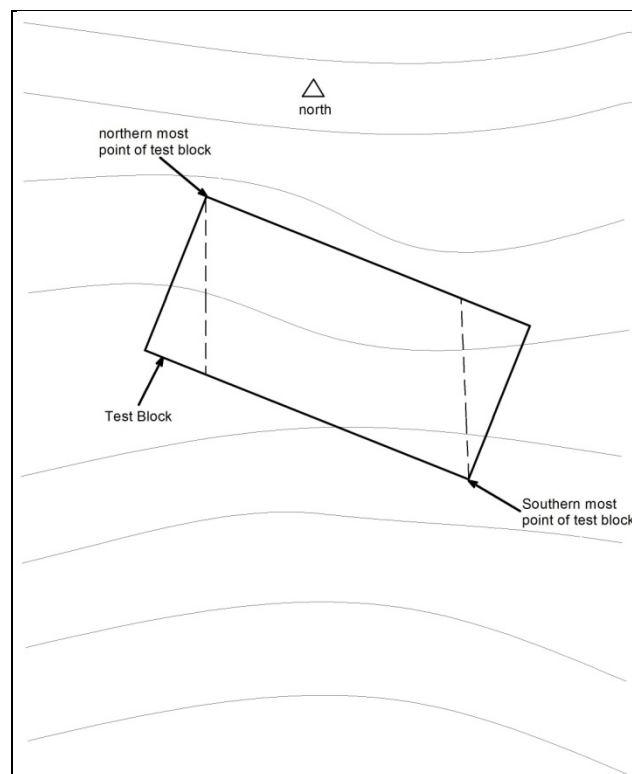 north
northern most
point of test block
Test Block
Southern most
point of test block